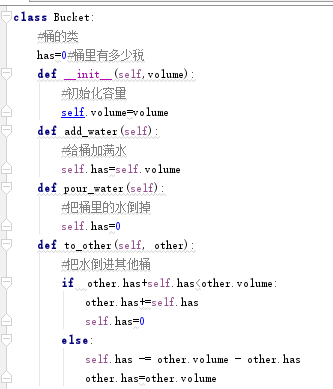 class Bucket:
    #桶的类
    has=0#桶里有多少税
    def __init__(self,volume):
        #初始化容量
        self.volume=volume
    def add_water(self):
        #给桶加满水
        self.has=self.volume
    def pour_water(self):
        #把桶里的水倒掉
        self.has=0
    def to_other(self, other):
        #把水倒进其他桶
        if  other.has+self.has<other.volume:
            other.has+=self.has
            self.has=0
        else:
            self.has -= other.volume - other.has
            other.has=other.volume